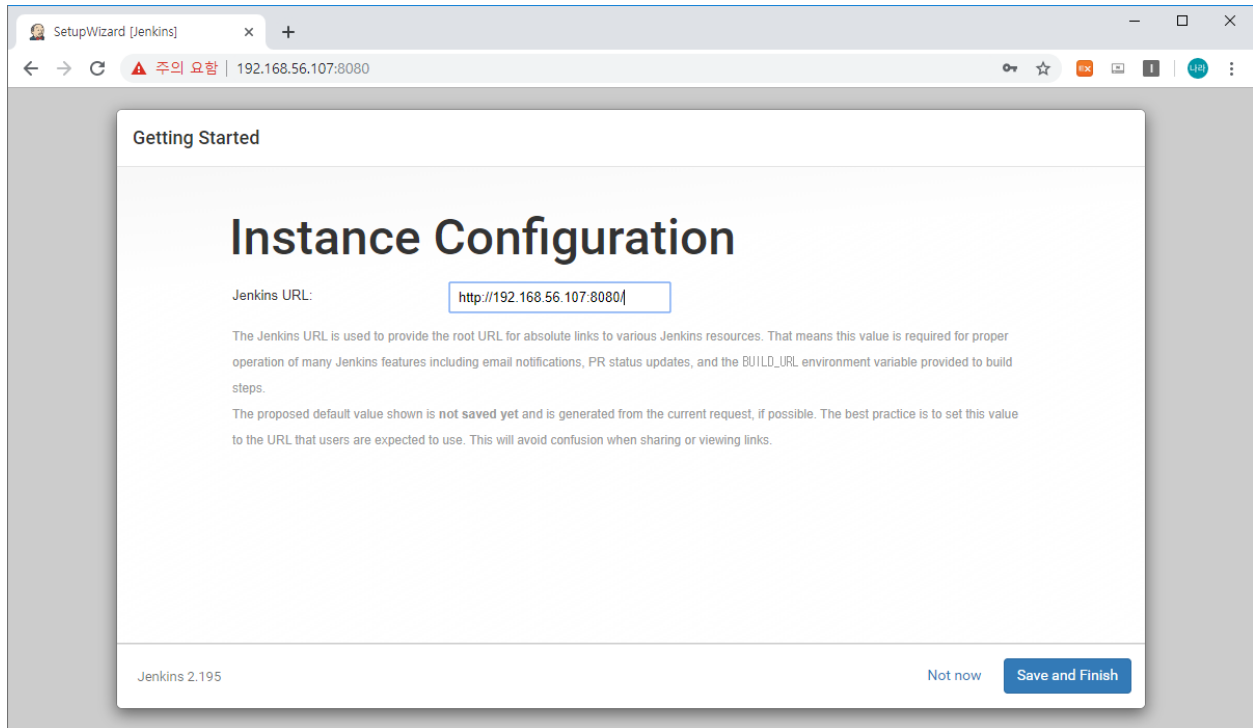 SetupWizard [Jenkins]
주의 요함 | 192.168.56.107:8080
나라
Getting Started
Instance Configuration
Jenkins URL:
http://192.168.56.107:8080/
The Jenkins URL is used to provide the root URL for absolute links to various Jenkins resources. That means this value is required for proper
operation of many Jenkins features including email notifications, PR status updates, and the BUILD_URL environment variable provided to build
steps.
The proposed default value shown is not saved yet and is generated from the current request, if possible. The best practice is to set this value
to the URL that users are expected to use. This will avoid confusion when sharing or viewing links.
Jenkins 2.195
Not now
Save and Finish